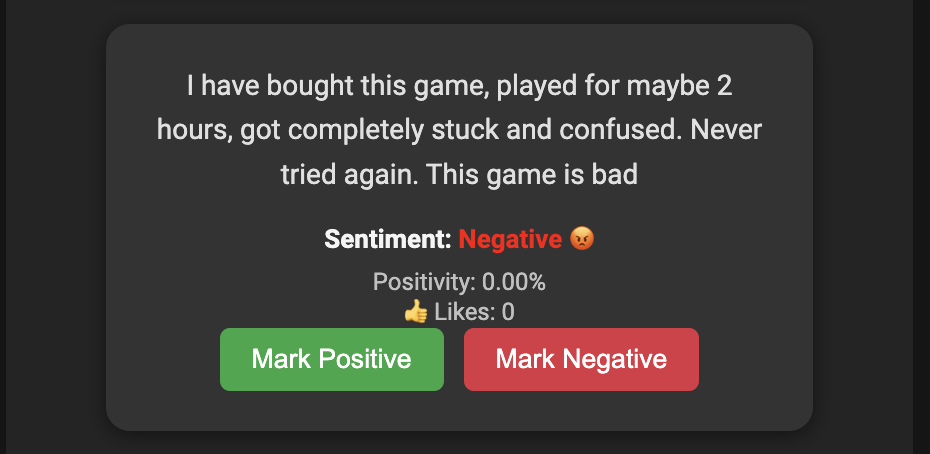 I have bought this game, played for maybe 2
hours, got completely stuck and confused. Never
tried again. This game is bad
Sentiment: Negative 😡
Positivity: 0.00%
👍 Likes: 0
Mark Positive Mark Negative